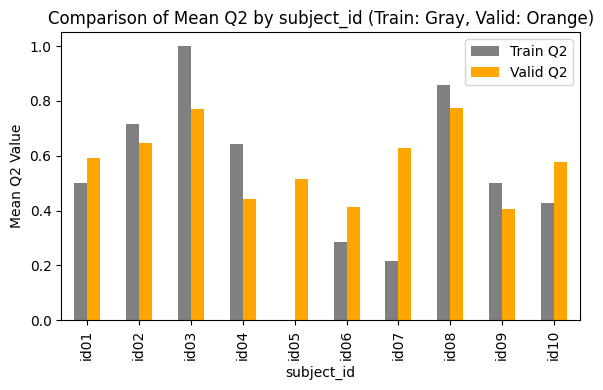 Comparison of Mean Q2 by subject_id (Train: Gray, Valid: Orange)
Train Q2
Valid Q2
Mean Q2 Value
1.0
0.8
0.6
0.4
0.2
0.0
id01 id02 id03 id04 id05 id06 id07 id08 id09 id10
subject_id